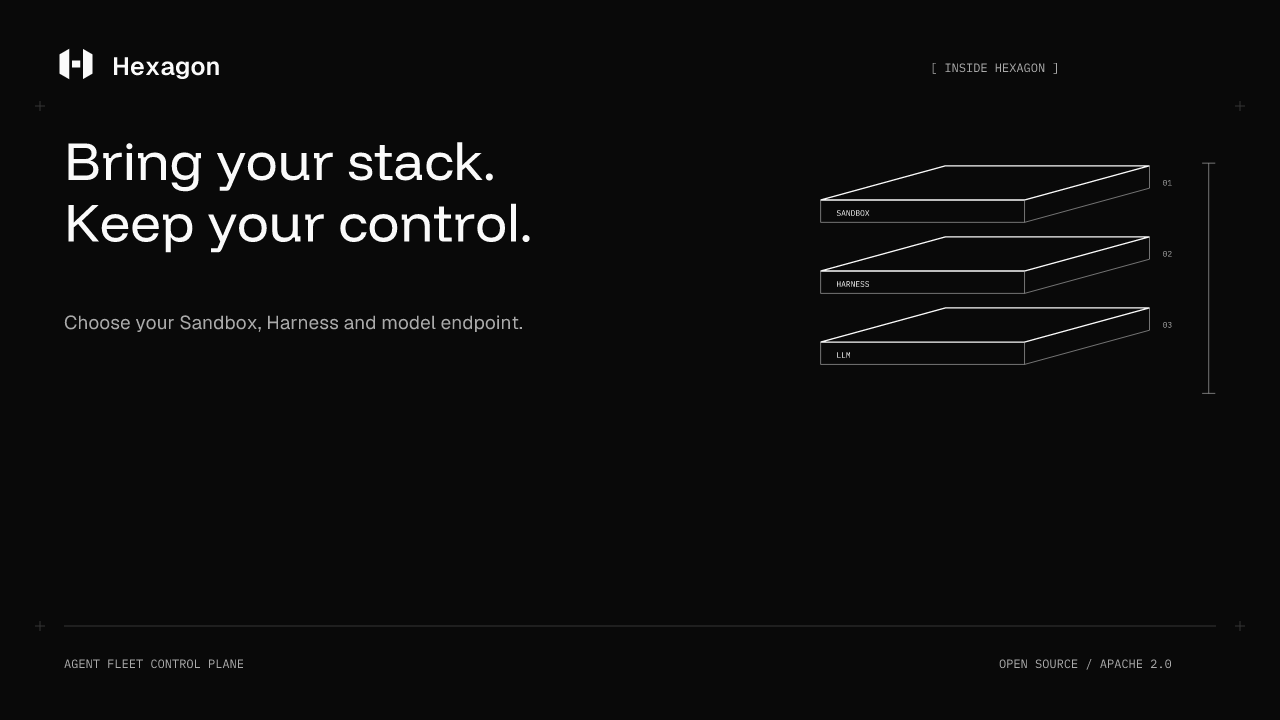 Hexagon
[ INSIDE HEXAGON ]
Bring your stack.
Keep your control.
Choose your Sandbox, Harness and model endpoint.
SANDBOX
01
HARNESS
02
LLM
03
AGENT FLEET CONTROL PLANE
OPEN SOURCE / APACHE 2.0